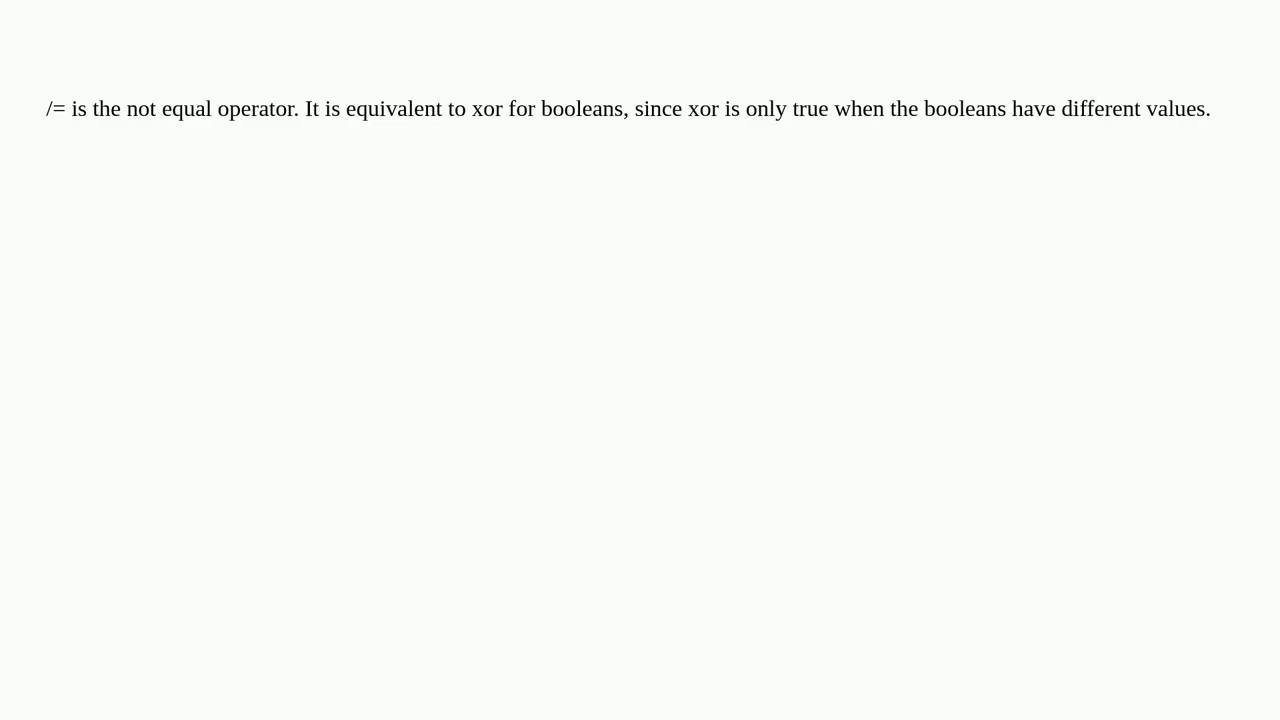 /= is the not equal operator. It is equivalent to xor for booleans, since xor is only true when the booleans have different values.